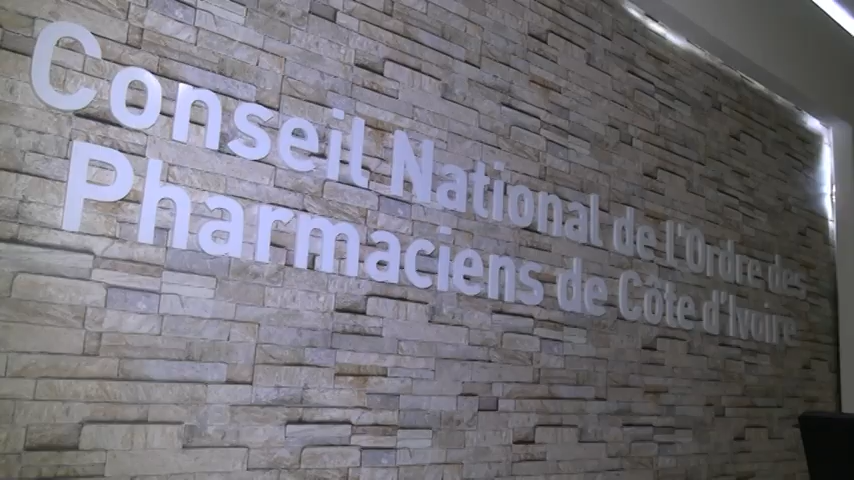 Conseil National de L'Ordre des
Pharmaciens de Côte d'Ivoire